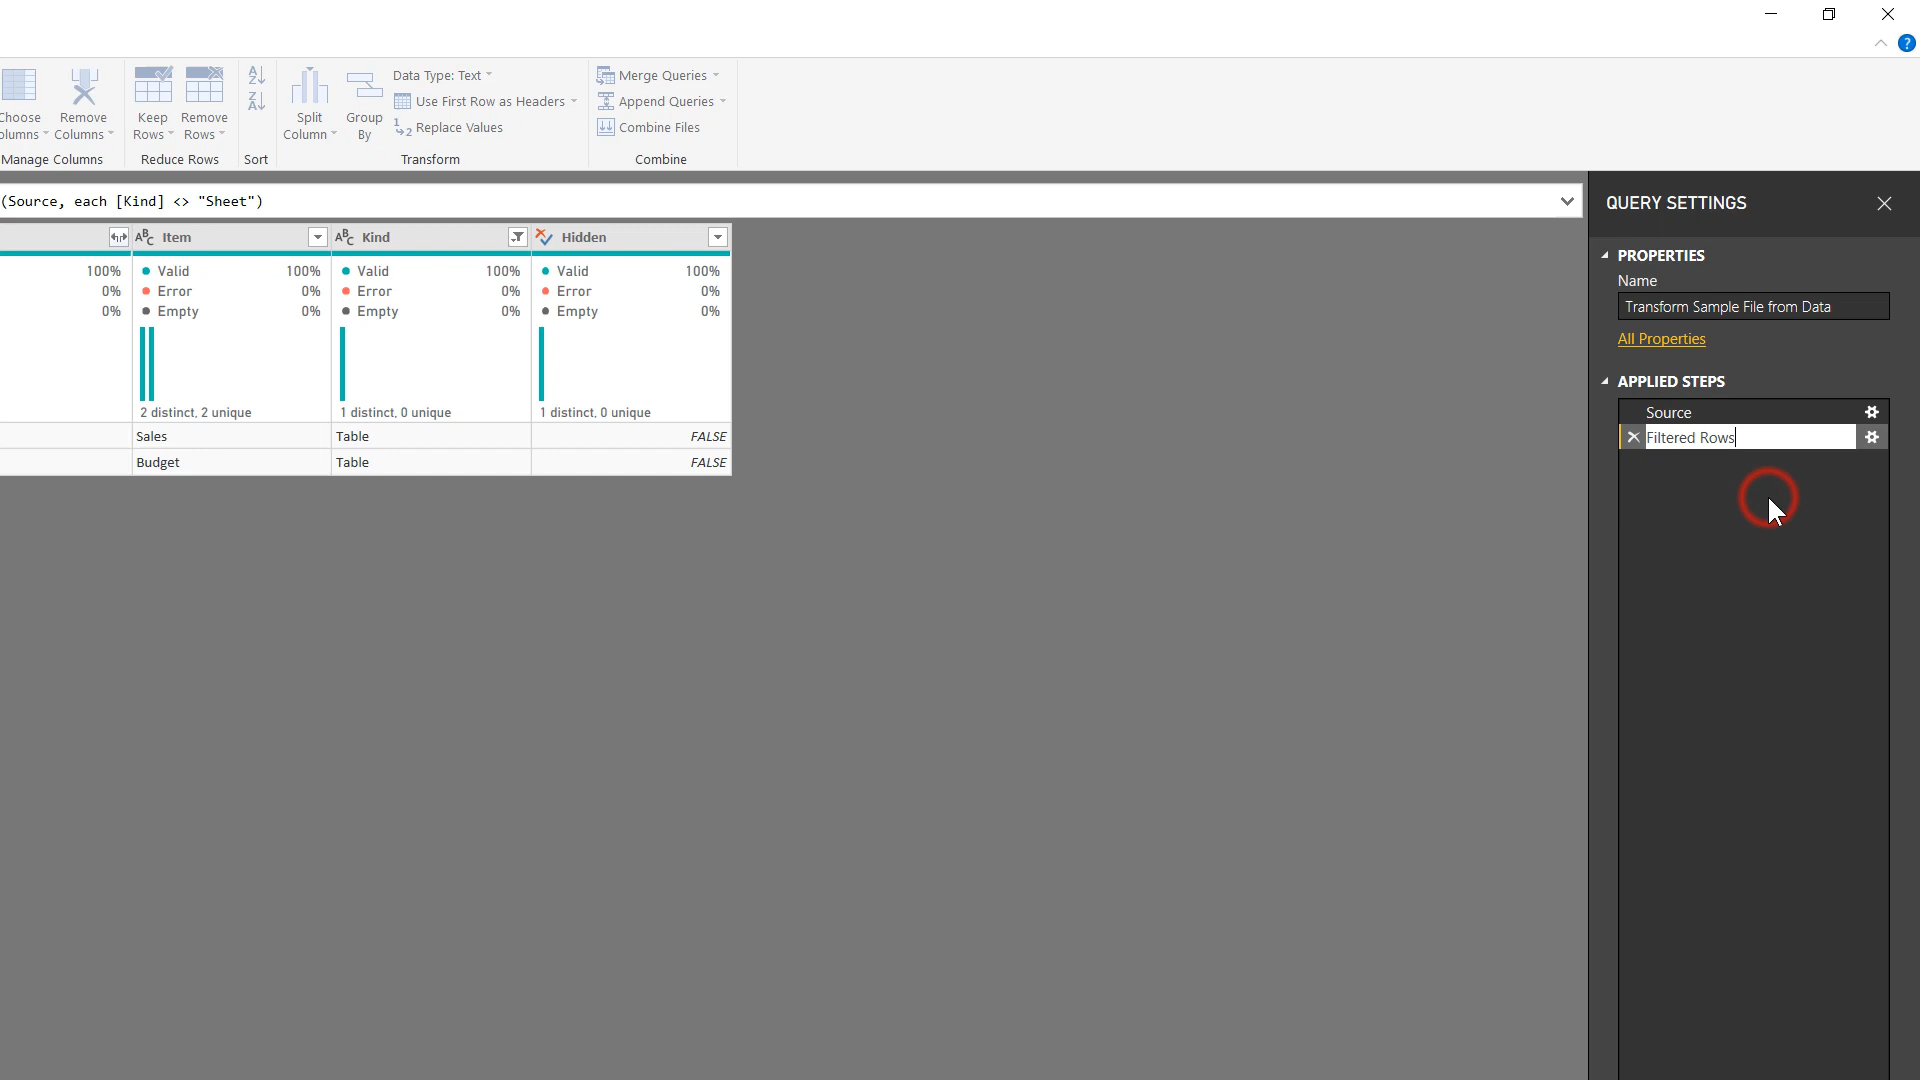 ?
Choose
Columns
Remove
Columns
Manage Columns
Keep
Rows
Remove
Rows
Reduce Rows
A
Z
Z
A
Sort
Split
Column
Group
By
Data Type: Text
Use First Row as Headers
1
2
Replace Values
Transform
Merge Queries
Append Queries
Combine Files
Combine
(Source, each [Kind] <> "Sheet")
ABC Item
ABC Kind
Hidden
100%
0%
0%
Valid 100%
Error 0%
Empty 0%
2 distinct, 2 unique
Valid 100%
Error 0%
Empty 0%
1 distinct, 0 unique
Valid 100%
Error 0%
Empty 0%
1 distinct, 0 unique
Sales Table FALSE
Budget Table FALSE
QUERY SETTINGS
PROPERTIES
Name
Transform Sample File from Data
All Properties
APPLIED STEPS
Source
Filtered Rows